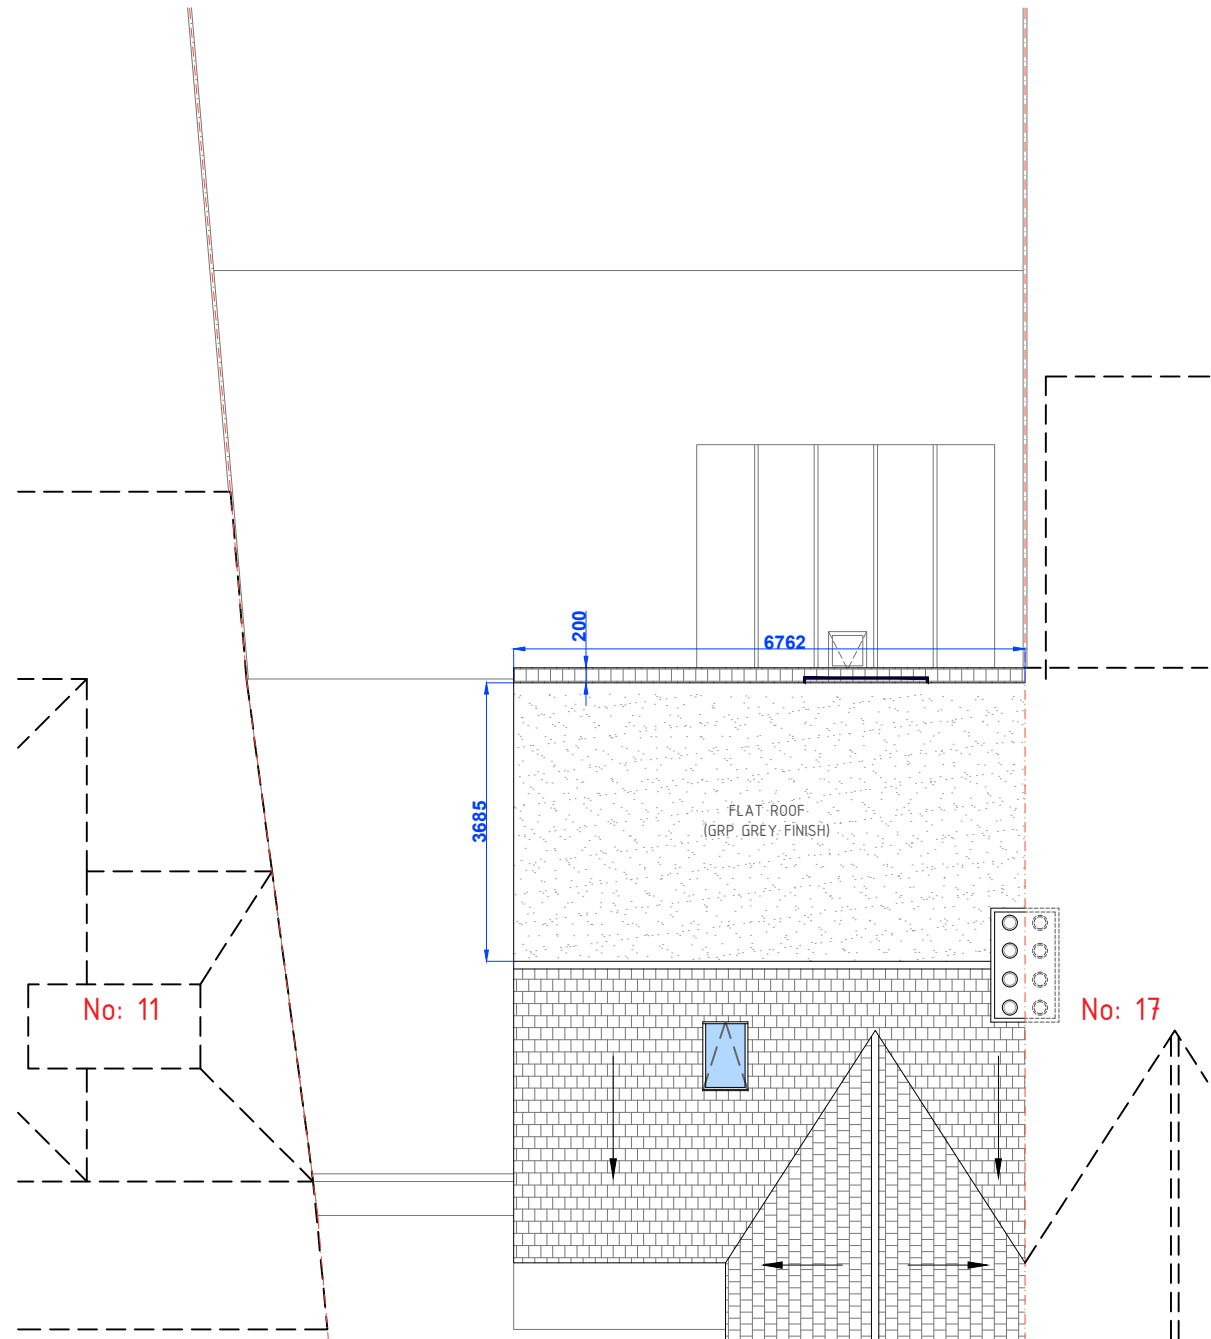 200
6762
3685
FLAT ROOF
(GRP GREY FINISH)
No: 11
No: 17